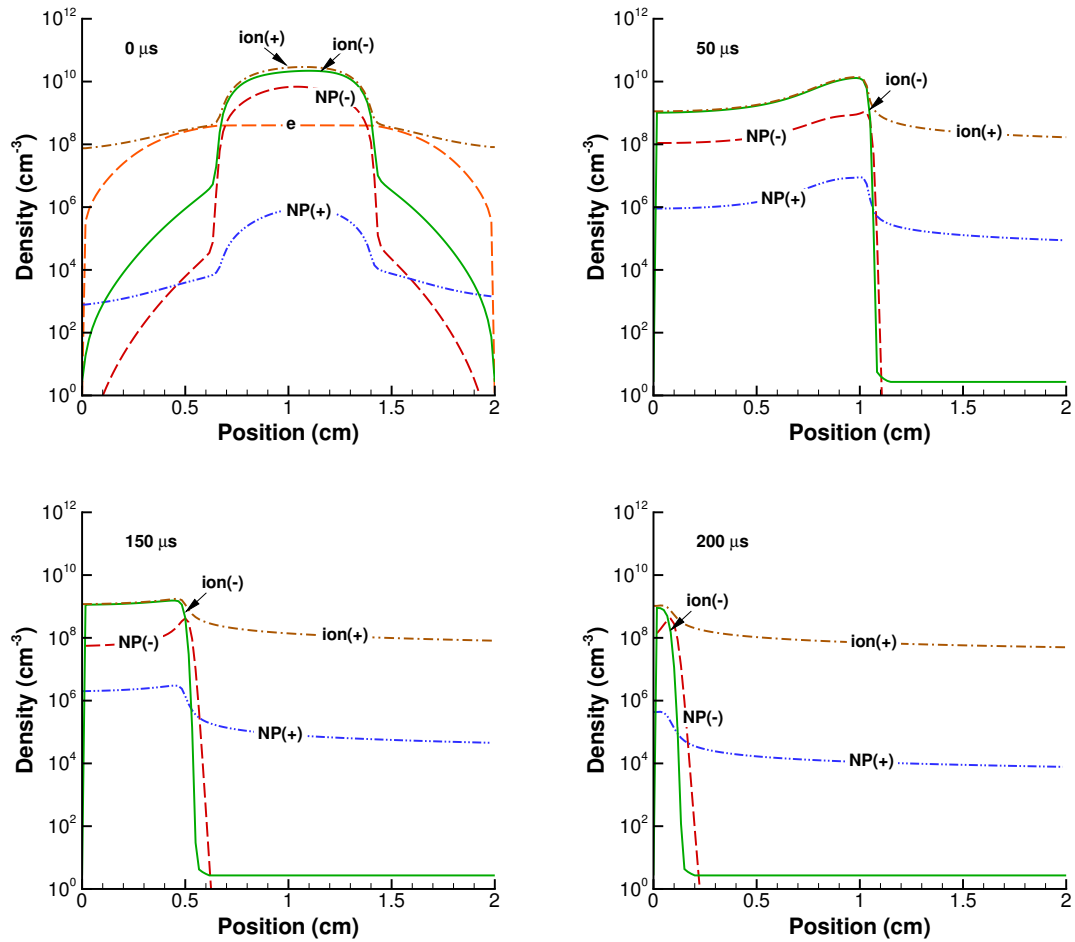 0 μs
ion(+)
ion(-)
NP(-)
e
NP(+)
10¹²
10¹⁰
10⁸
10⁶
10⁴
10²
10⁰
Density (cm⁻³)
0 0.5 1 1.5 2
Position (cm)
50 μs
ion(-)
ion(+)
NP(-)
NP(+)
10¹²
10¹⁰
10⁸
10⁶
10⁴
10²
10⁰
Density (cm⁻³)
0 0.5 1 1.5 2
Position (cm)
150 μs
ion(-)
ion(+)
NP(-)
NP(+)
10¹²
10¹⁰
10⁸
10⁶
10⁴
10²
10⁰
Density (cm⁻³)
0 0.5 1 1.5 2
Position (cm)
200 μs
ion(-)
ion(+)
NP(-)
NP(+)
10¹²
10¹⁰
10⁸
10⁶
10⁴
10²
10⁰
Density (cm⁻³)
0 0.5 1 1.5 2
Position (cm)